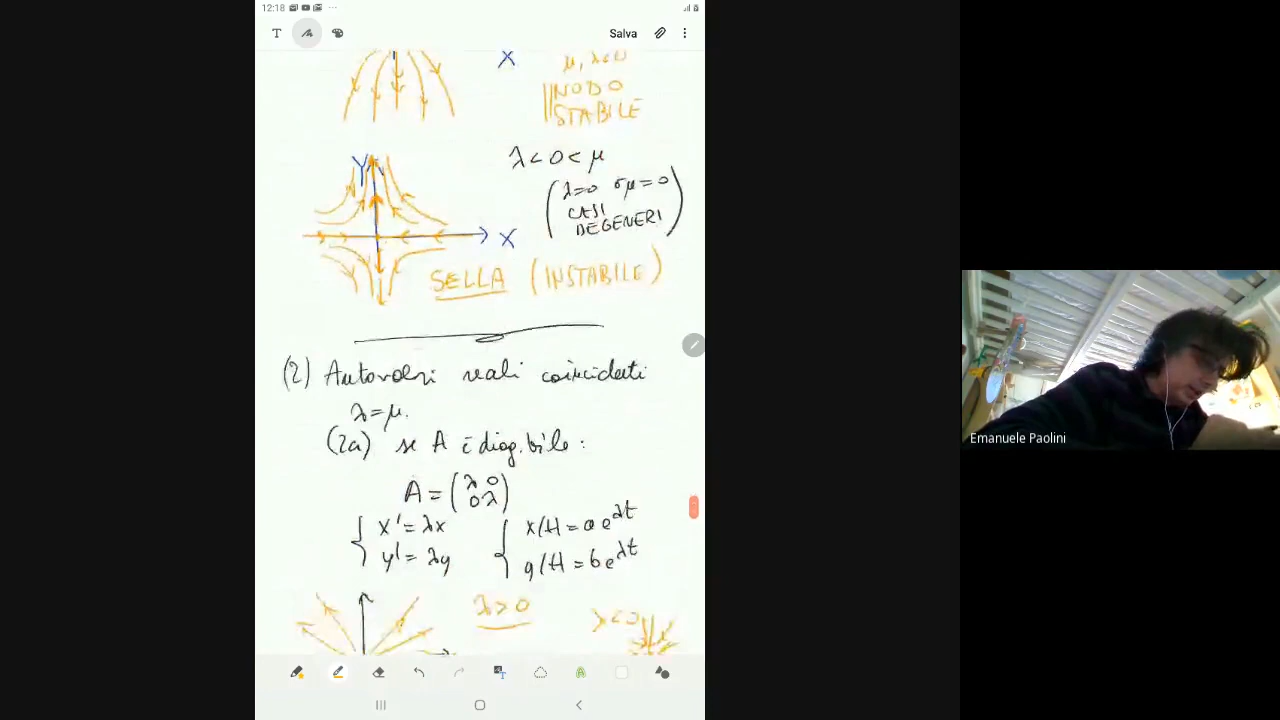 12:18
T
Salva
X
μ, λ<0
NODO
STABILE
Y
λ < 0 < μ
(λ=0 o μ=0
CASI
DEGENERI)
X
SELLA (INSTABILE)
(2) Autovalori reali coincidenti
λ = μ.
(2a) se A è diag.bile:
A = (λ 0
0 λ)
{ x' = λx { x(t) = a e^{λt}
y' = λy y(t) = b e^{λt}
λ > 0
λ < 0
A
Emanuele Paolini